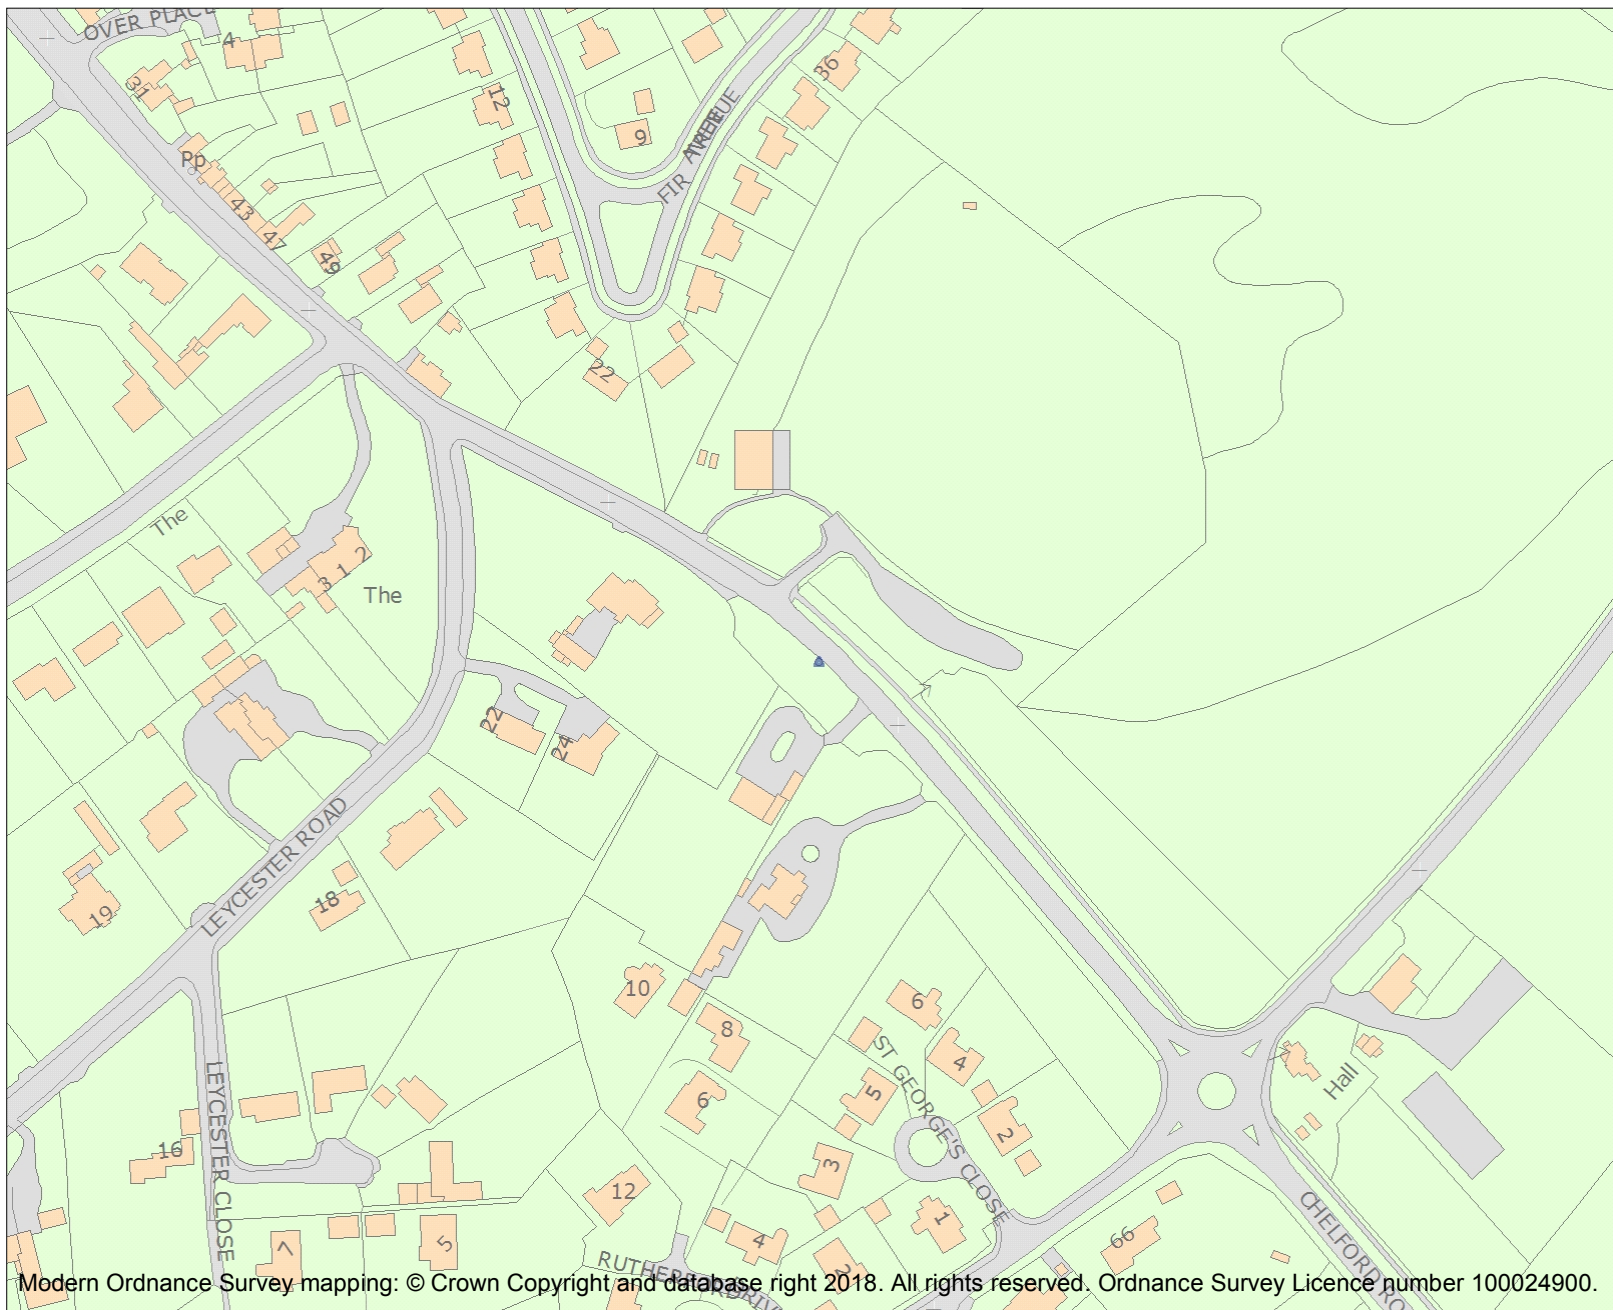 OVER PLACE
4
31
12
36
9
Pp
FIR
AVENUE
43
47
49
22
The
3 1 2
The
22
24
LEYCESTER ROAD
18
19
10
8
6
6
4
5
ST GEORGE'S CLOSE
2
3
Hall
LEYCESTER CLOSE
16
12
1
7
5
4
2
66
RUTHERFORD DRIVE
CHELFORD RO
Modern Ordnance Survey mapping: © Crown Copyright and database right 2018. All rights reserved. Ordnance Survey Licence number 100024900.